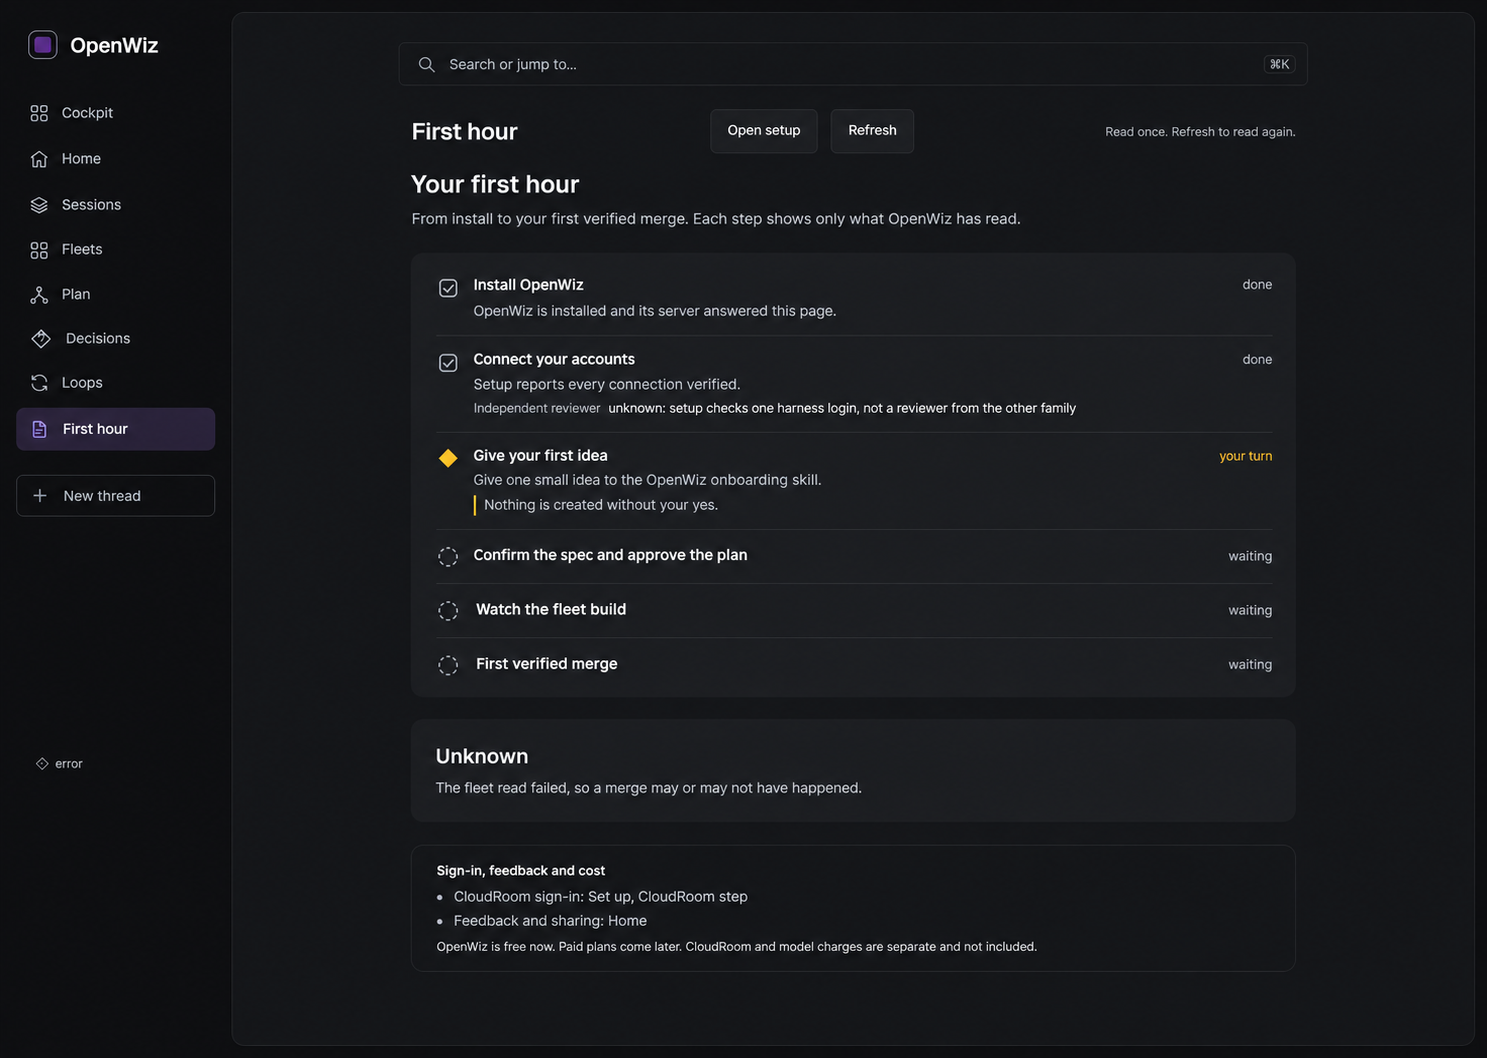 OpenWiz
Cockpit
Home
Sessions
Fleets
Plan
Decisions
Loops
First hour
New thread
error
Search or jump to...
⌘K
First hour
Open setup
Refresh
Read once. Refresh to read again.
Your first hour
From install to your first verified merge. Each step shows only what OpenWiz has read.
Install OpenWiz
done
OpenWiz is installed and its server answered this page.
Connect your accounts
done
Setup reports every connection verified.
Independent reviewer unknown: setup checks one harness login, not a reviewer from the other family
Give your first idea
your turn
Give one small idea to the OpenWiz onboarding skill.
Nothing is created without your yes.
Confirm the spec and approve the plan
waiting
Watch the fleet build
waiting
First verified merge
waiting
Unknown
The fleet read failed, so a merge may or may not have happened.
Sign-in, feedback and cost
• CloudRoom sign-in: Set up, CloudRoom step
• Feedback and sharing: Home
OpenWiz is free now. Paid plans come later. CloudRoom and model charges are separate and not included.